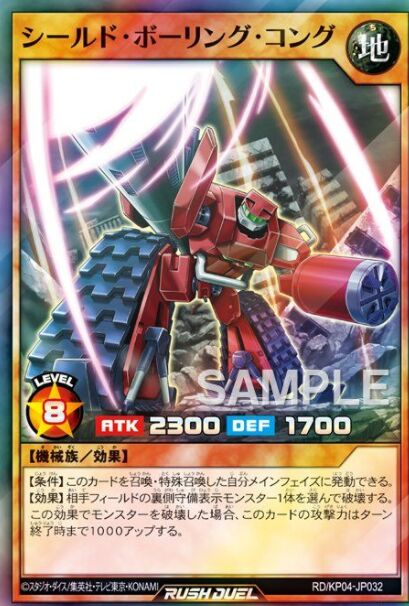 シールド・ボーリング・コング
地
SAMPLE
LEVEL
8
ATK 2300 DEF 1700
【機械族/効果】
【条件】このカードを召喚・特殊召喚した自分メインフェイズに発動できる。
【効果】相手フィールドの裏側守備表示モンスター1体を選んで破壊する。
この効果でモンスターを破壊した場合、このカードの攻撃力はターン
終了時まで1000アップする。
©スタジオ・ダイス/集英社・テレビ東京・KONAMI
RUSH DUEL
RD/KP04-JP032